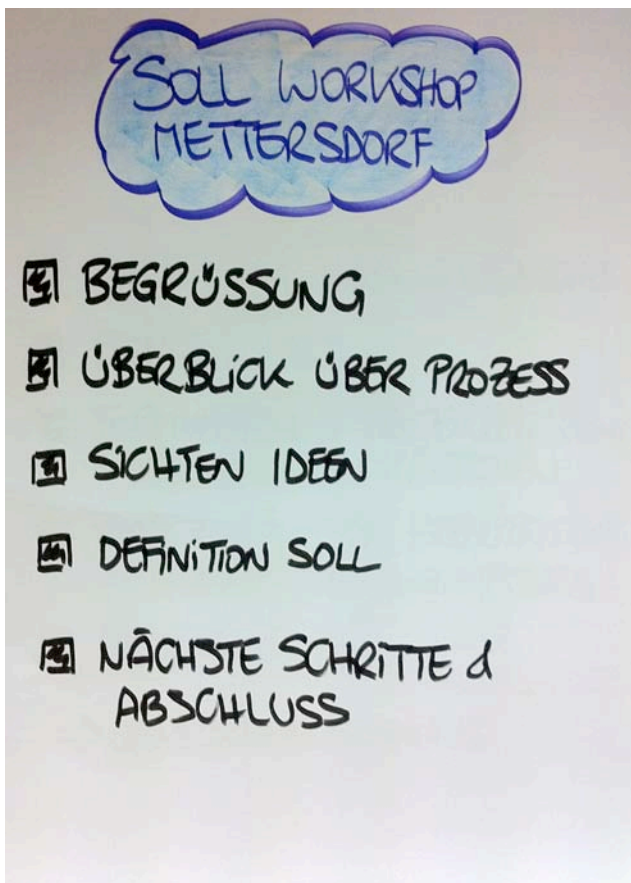 SOLL WORKSHOP
METTERSDORF
BEGRÜSSUNG
ÜBERBLICK ÜBER PROZESS
SICHTEN IDEEN
DEFINITION SOLL
NÄCHSTE SCHRITTE &
ABSCHLUSS